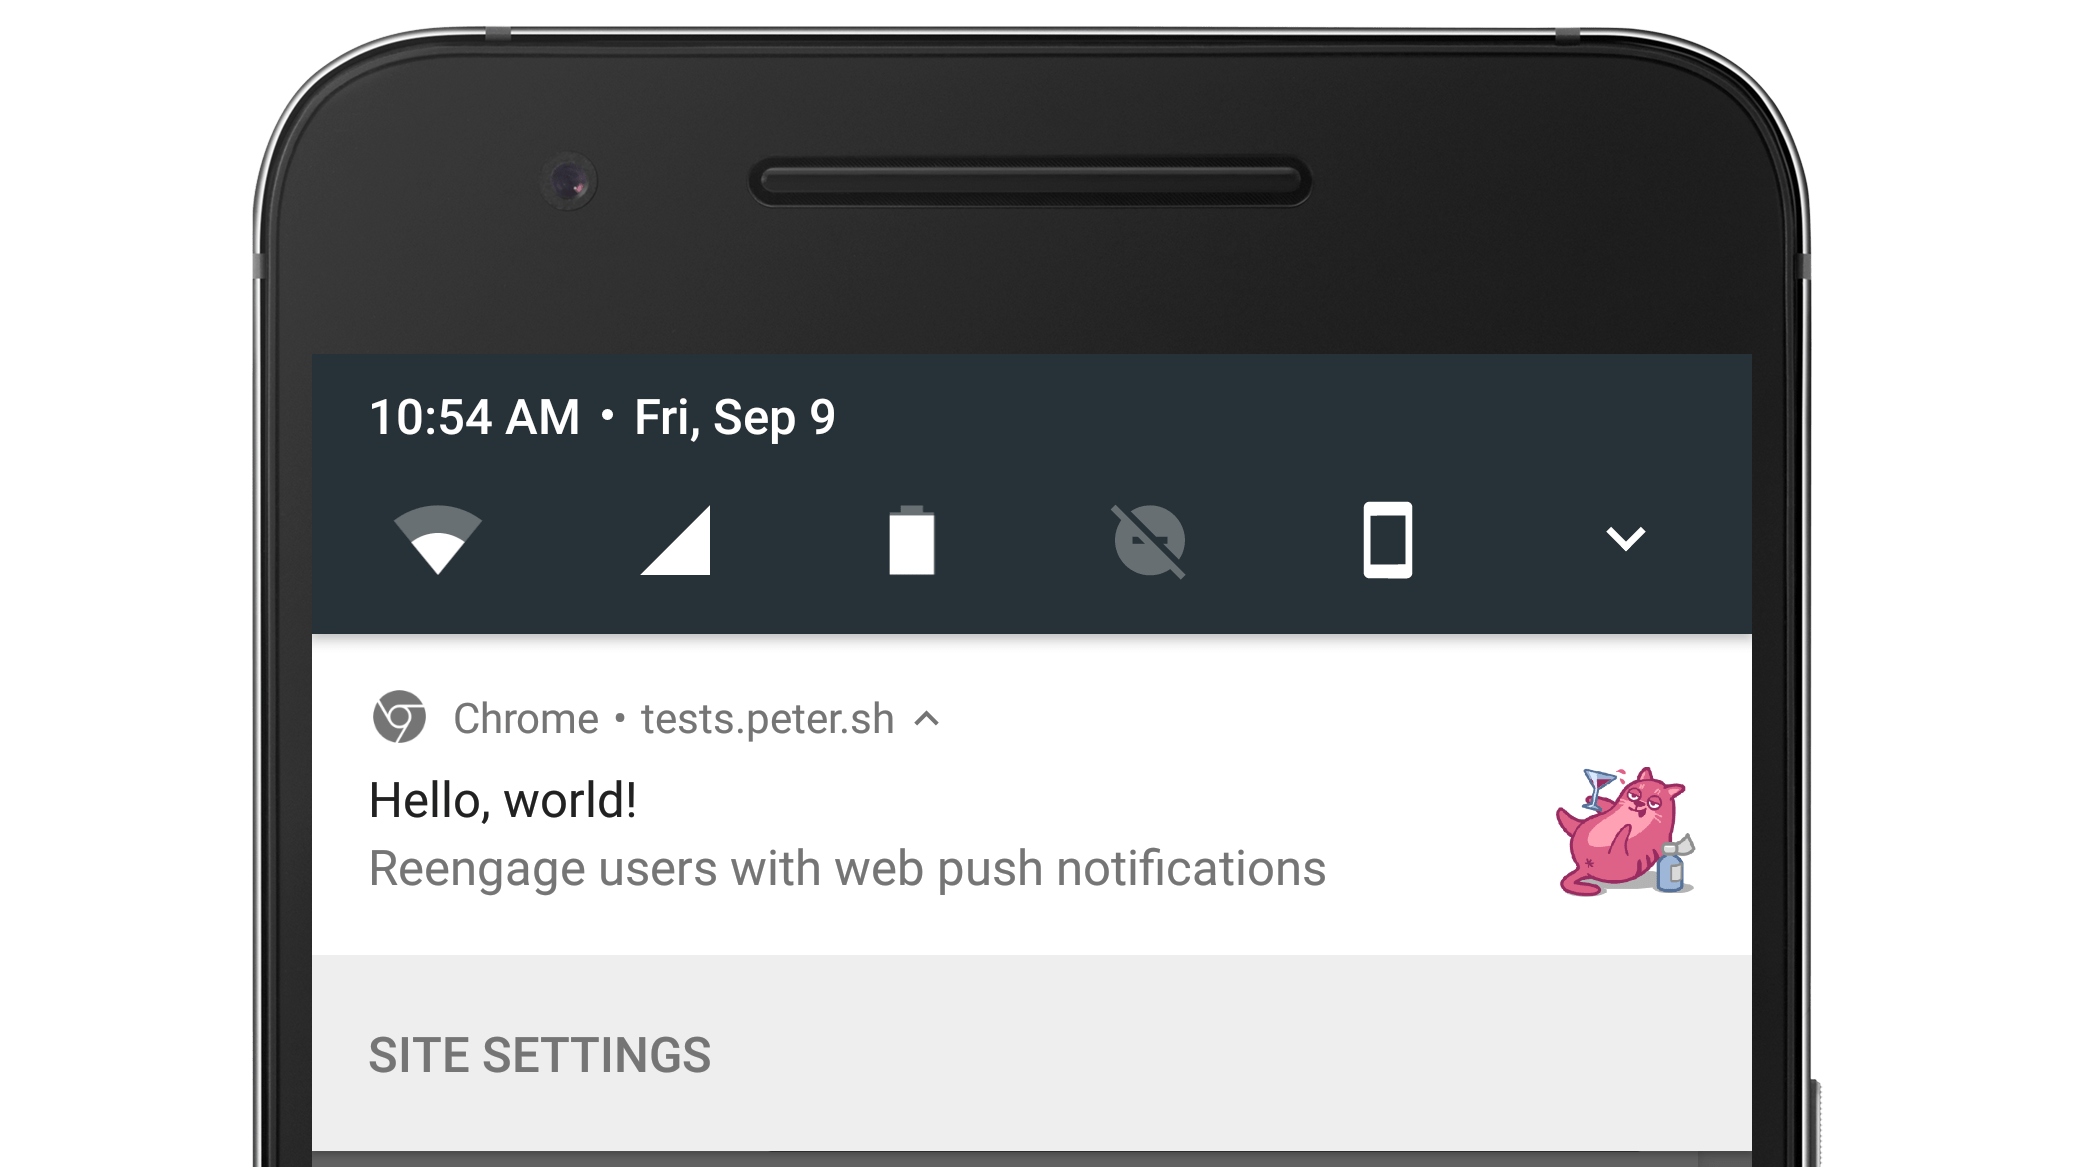 10:54 AM • Fri, Sep 9
Chrome • tests.peter.sh
Hello, world!
Reengage users with web push notifications
SITE SETTINGS